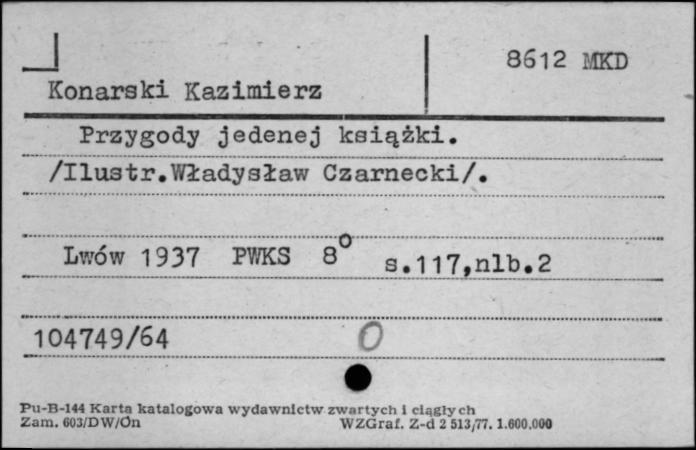 8612 MKD
Konarski Kazimierz
Przygody jedenej książki.
/Ilustr.Władysław Czarnecki/.
Lwów 1937 PWKS 8° s.117,nlb.2
104749/64 O
Pu-B-144 Karta katalogowa wydawnictw zwartych i ciągłych
Zam. 603/DW/On WZGraf. Z-d 2 513/77. 1.600.000